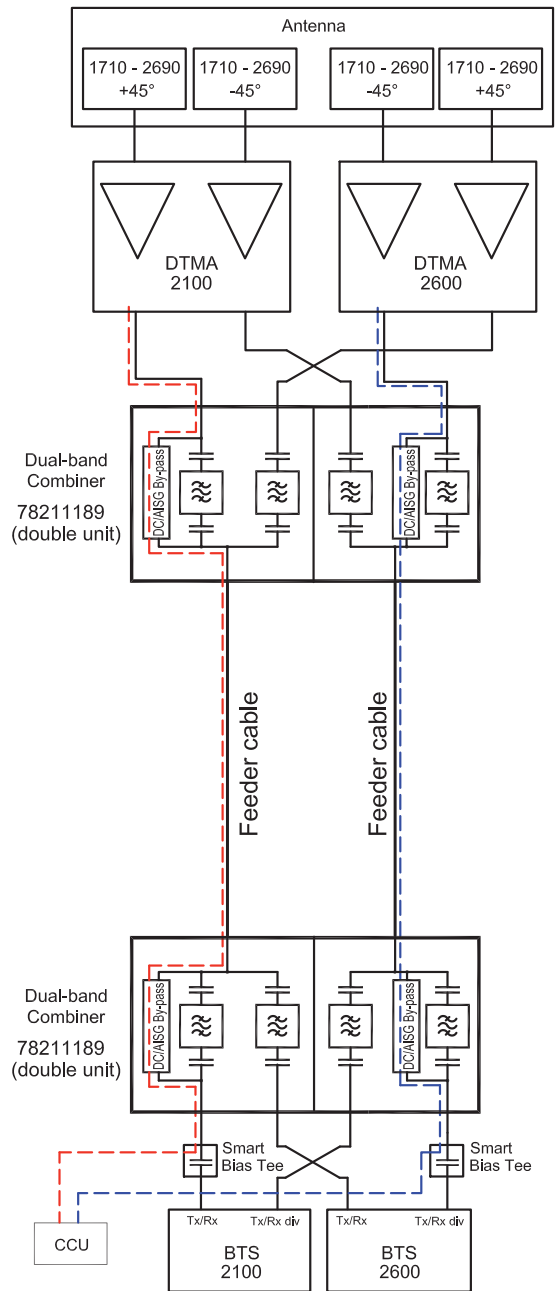 Antenna
1710 - 2690
+45°
1710 - 2690
-45°
1710 - 2690
-45°
1710 - 2690
+45°
DTMA
2100
DTMA
2600
Dual-band
Combiner
78211189
(double unit)
DC/AISG By-pass
DC/AISG By-pass
Feeder cable
Feeder cable
Dual-band
Combiner
78211189
(double unit)
DC/AISG By-pass
DC/AISG By-pass
Smart
Bias Tee
Smart
Bias Tee
CCU
Tx/Rx
Tx/Rx div
BTS
2100
Tx/Rx
Tx/Rx div
BTS
2600